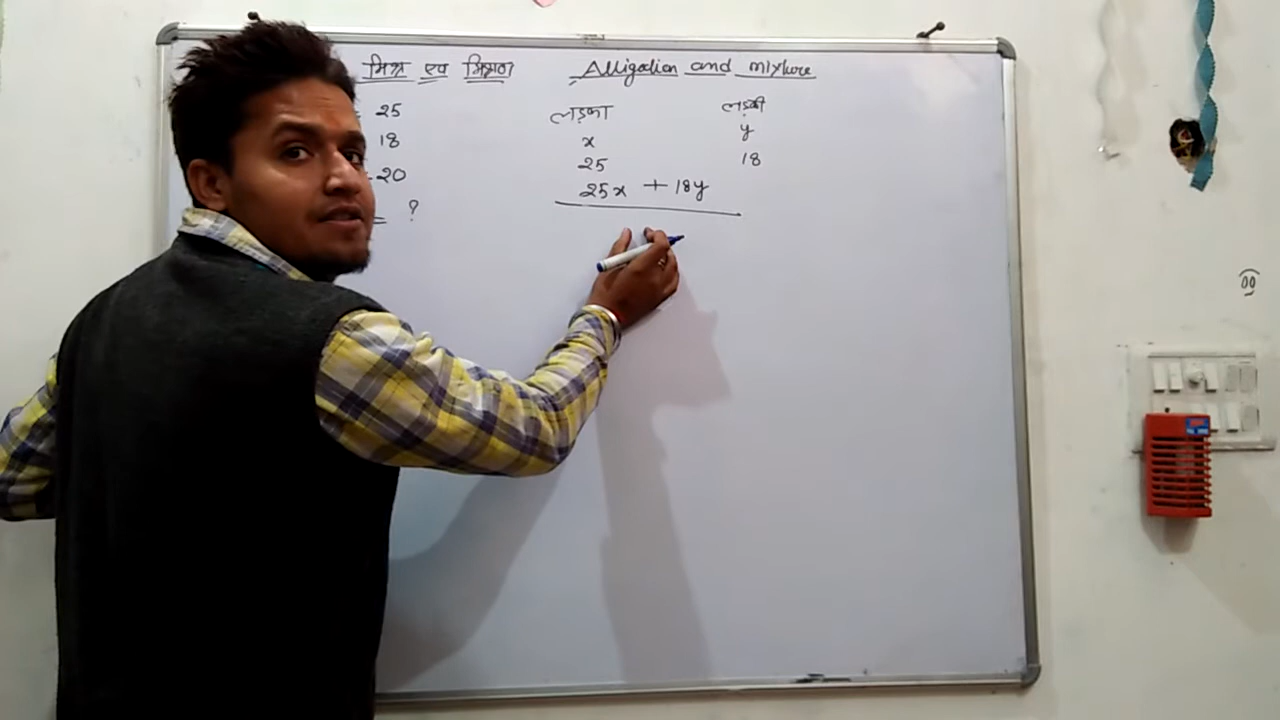 मिश्र एवं मिश्रण Alligation and mixture
25
18
20
= ?
लड़का लड़की
x y
25 18
25x + 18y